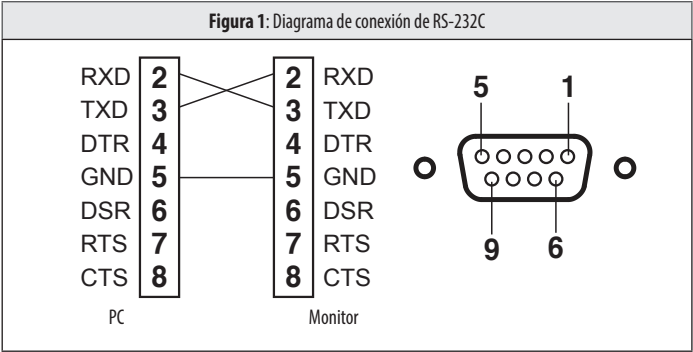 Figura 1: Diagrama de conexión de RS-232C
RXD 2 2 RXD
TXD 3 3 TXD
DTR 4 4 DTR
GND 5 5 GND
DSR 6 6 DSR
RTS 7 7 RTS
CTS 8 8 CTS
PC Monitor
5 1
9 6